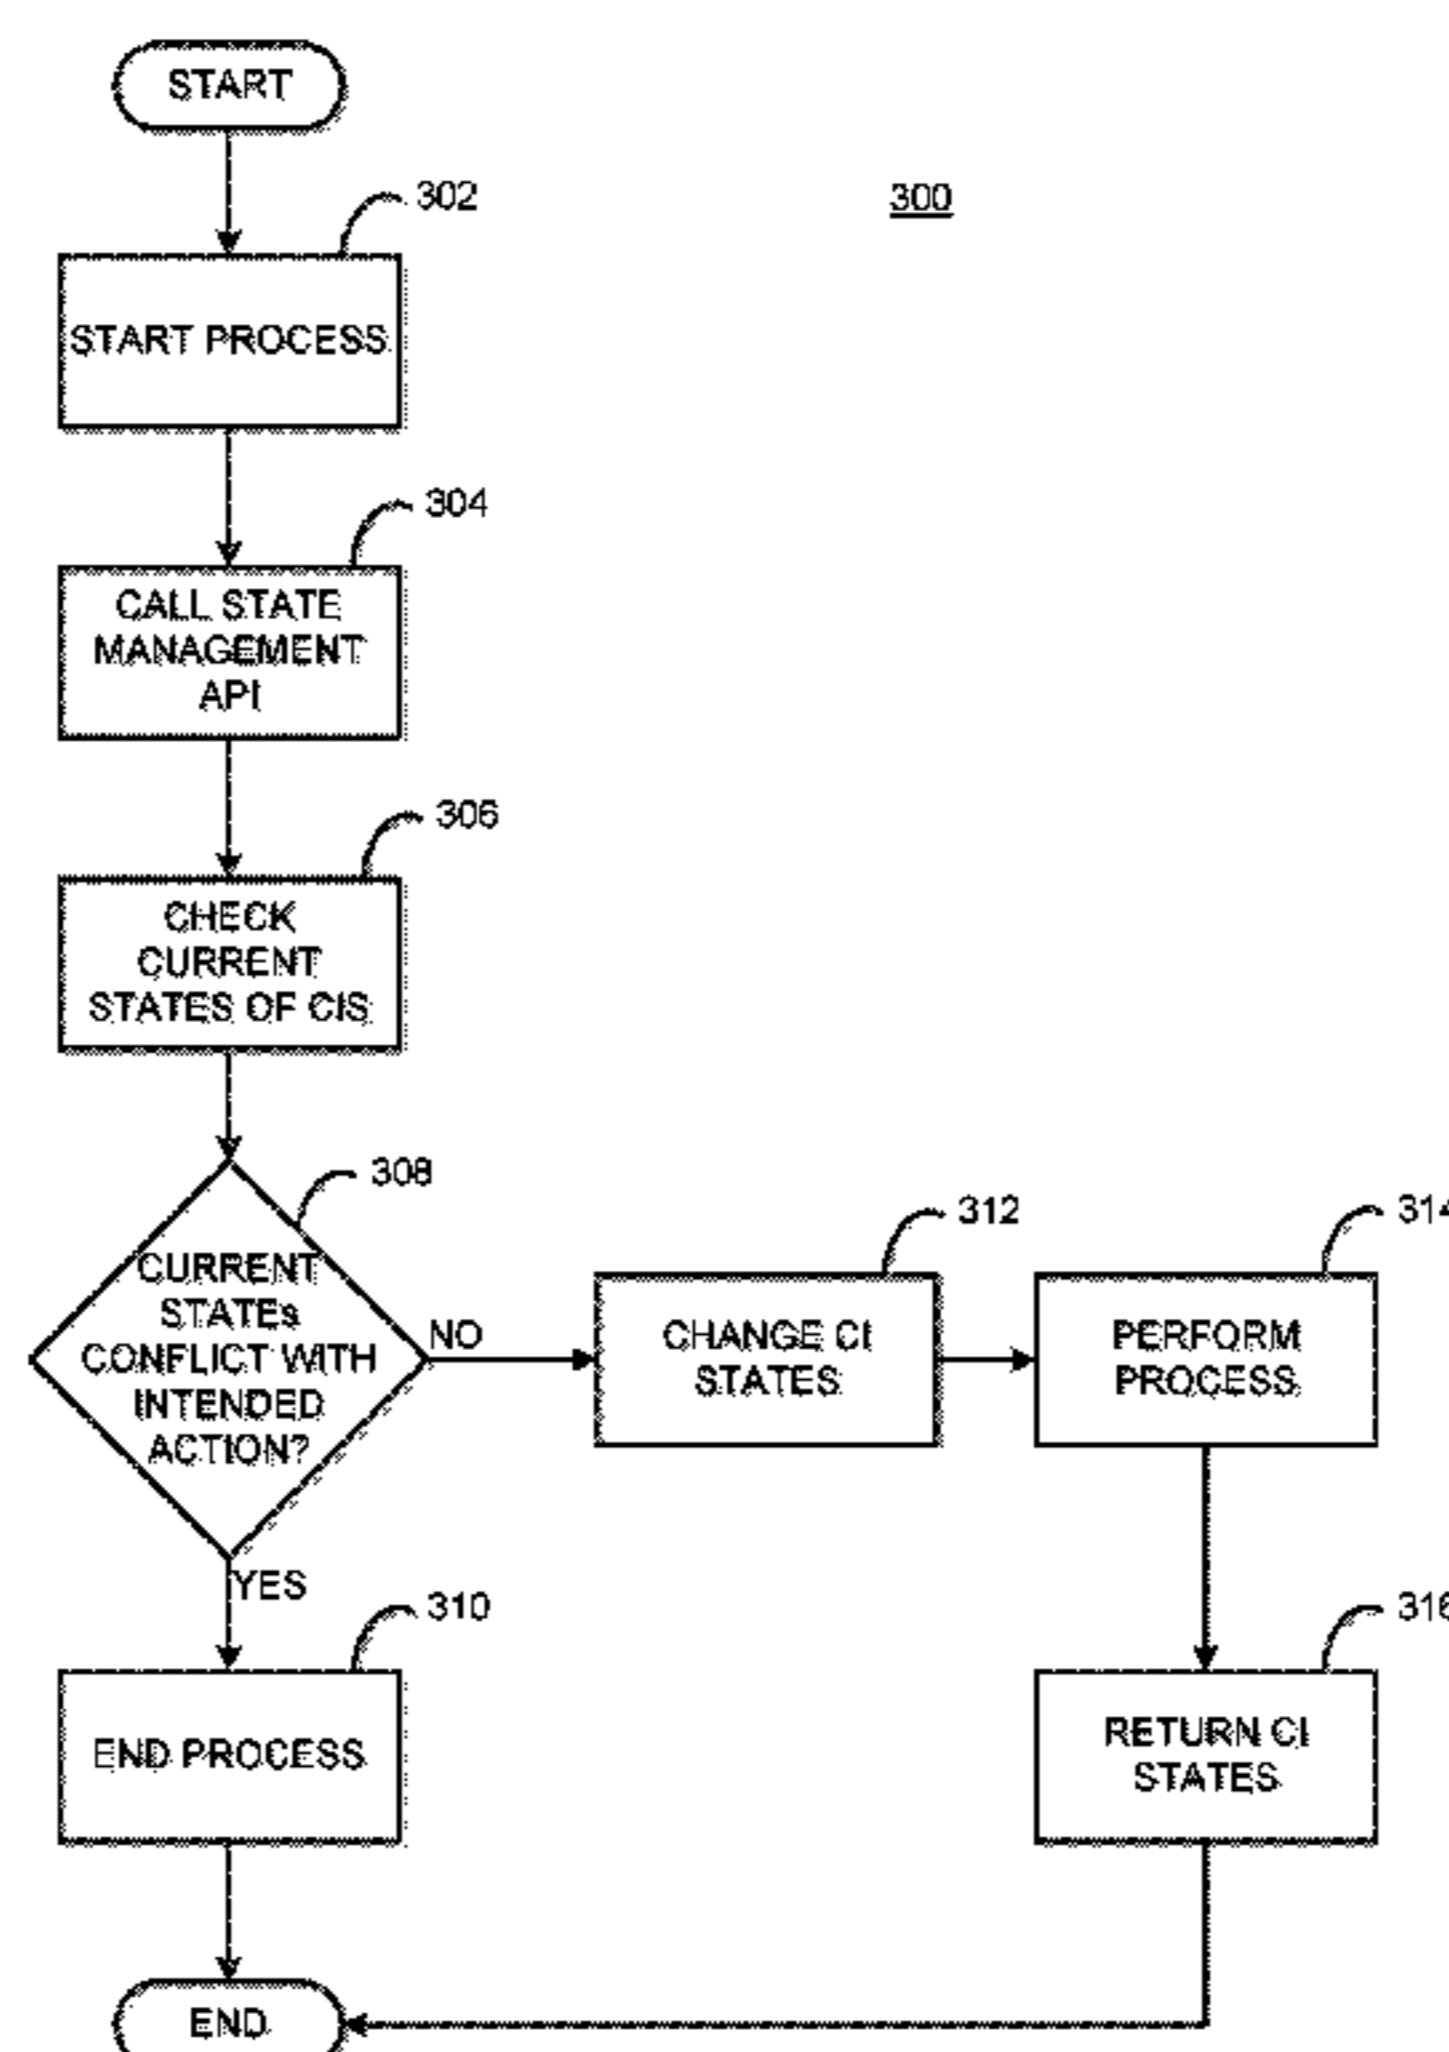 START
302
300
START PROCESS
304
CALL STATE
MANAGEMENT
API
306
CHECK
CURRENT
STATES OF CIS
308
CURRENT
STATEs
CONFLICT WITH
INTENDED
ACTION?
NO
312
CHANGE CI
STATES
314
PERFORM
PROCESS
YES
310
END PROCESS
316
RETURN CI
STATES
END